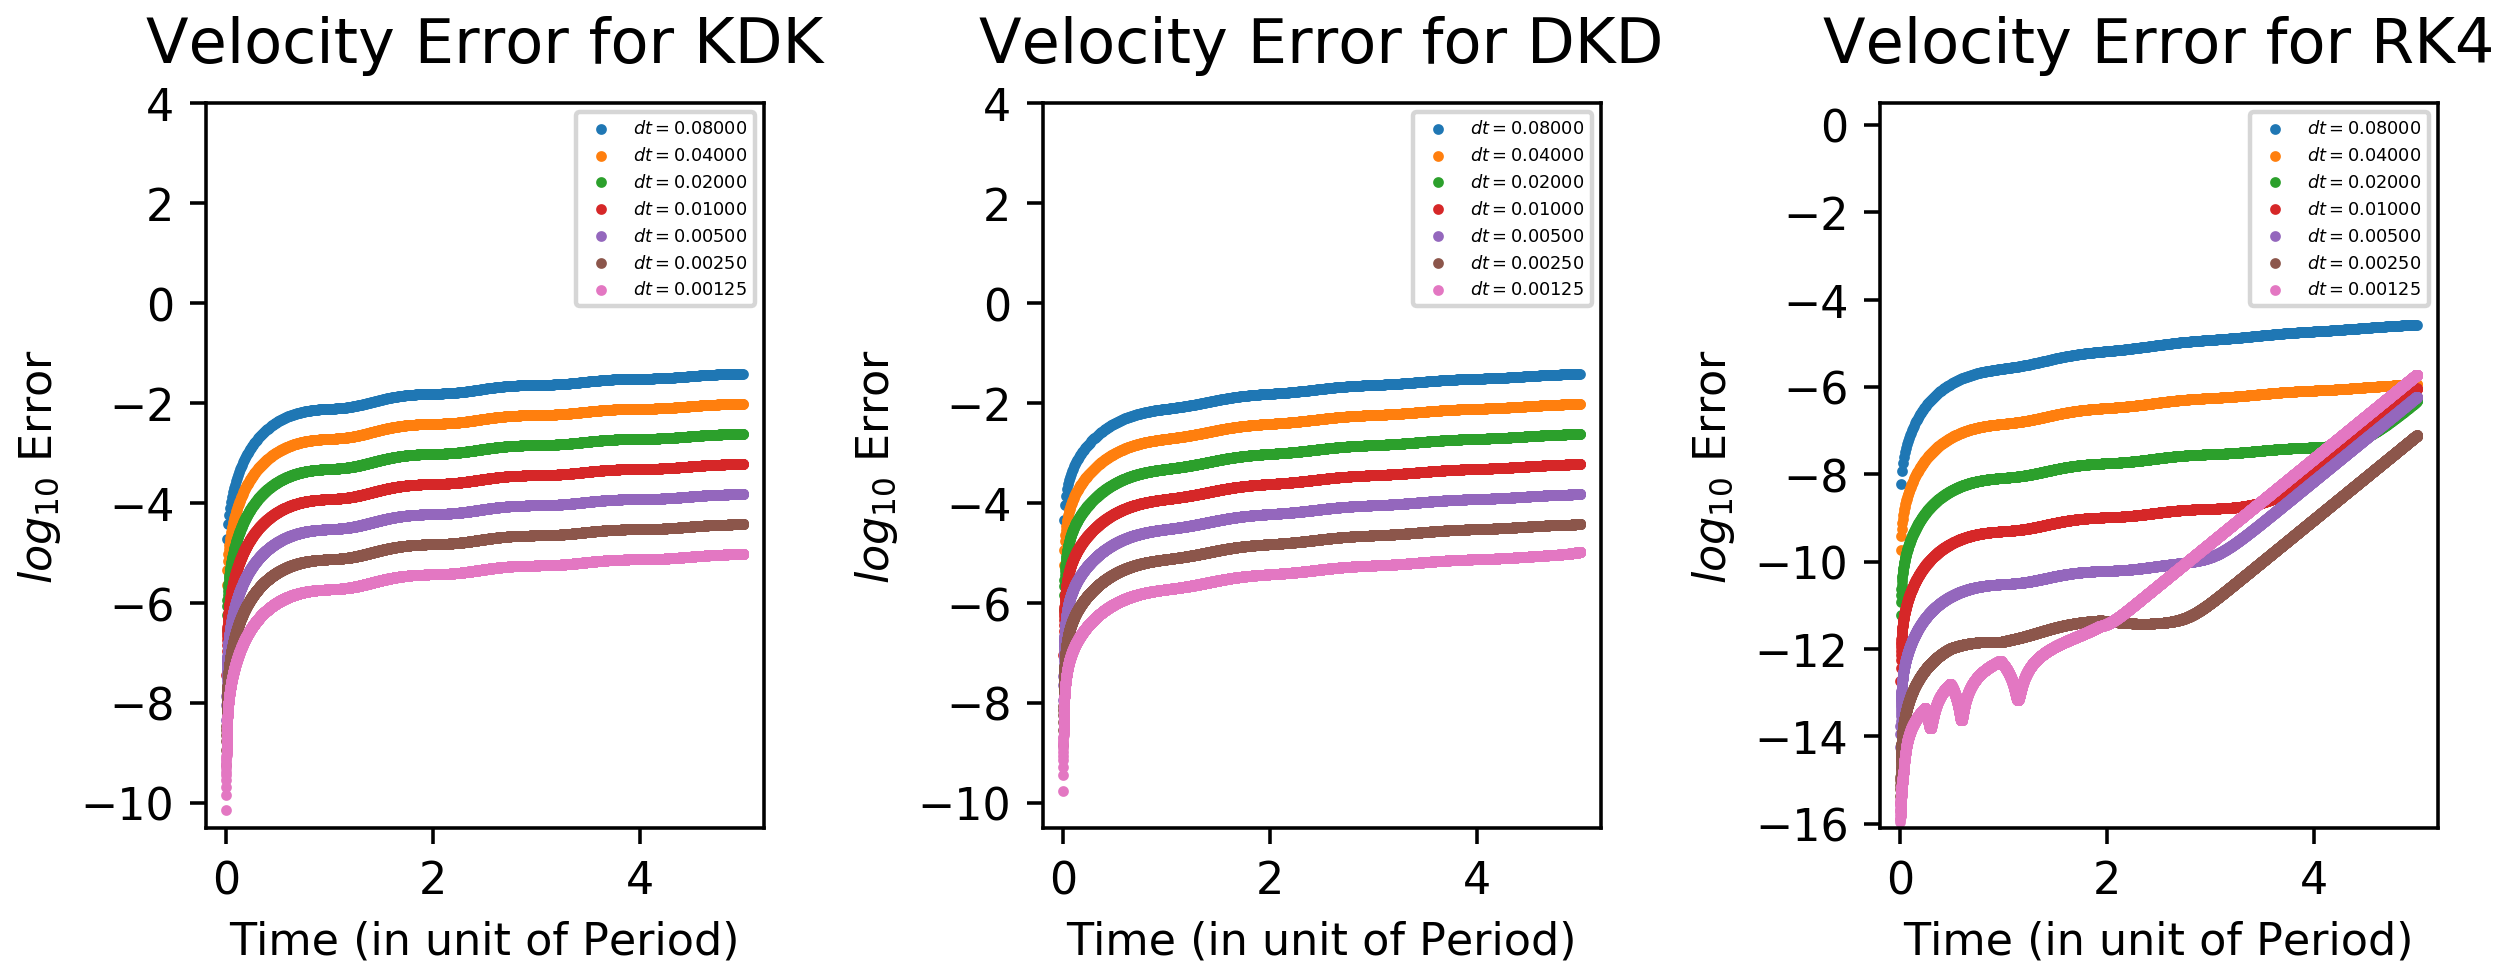 Velocity Error for KDK
4
2
0
−2
−4
−6
−8
−10
log10 Error
dt = 0.08000
dt = 0.04000
dt = 0.02000
dt = 0.01000
dt = 0.00500
dt = 0.00250
dt = 0.00125
0 2 4
Time (in unit of Period)
Velocity Error for DKD
4
2
0
−2
−4
−6
−8
−10
log10 Error
dt = 0.08000
dt = 0.04000
dt = 0.02000
dt = 0.01000
dt = 0.00500
dt = 0.00250
dt = 0.00125
0 2 4
Time (in unit of Period)
Velocity Error for RK4
0
−2
−4
−6
−8
−10
−12
−14
−16
log10 Error
dt = 0.08000
dt = 0.04000
dt = 0.02000
dt = 0.01000
dt = 0.00500
dt = 0.00250
dt = 0.00125
0 2 4
Time (in unit of Period)